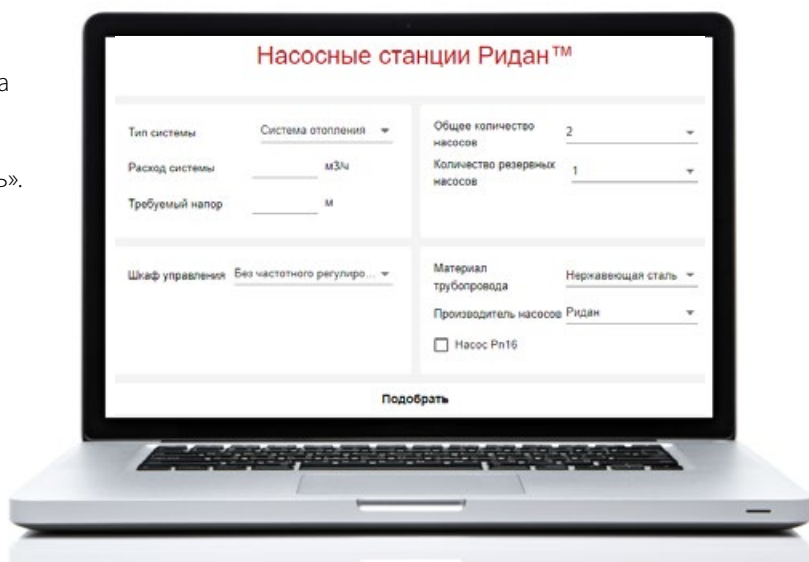 а
ь».
Насосные станции Ридан™
Тип системы Система отопления
Расход системы м3/ч
Требуемый напор м
Общее количество насосов 2
Количество резервных насосов 1
Шкаф управления Без частотного регулиро...
Материал трубопровода Нержавеющая сталь
Производитель насосов Ридан
Насос Pn16
Подобрать